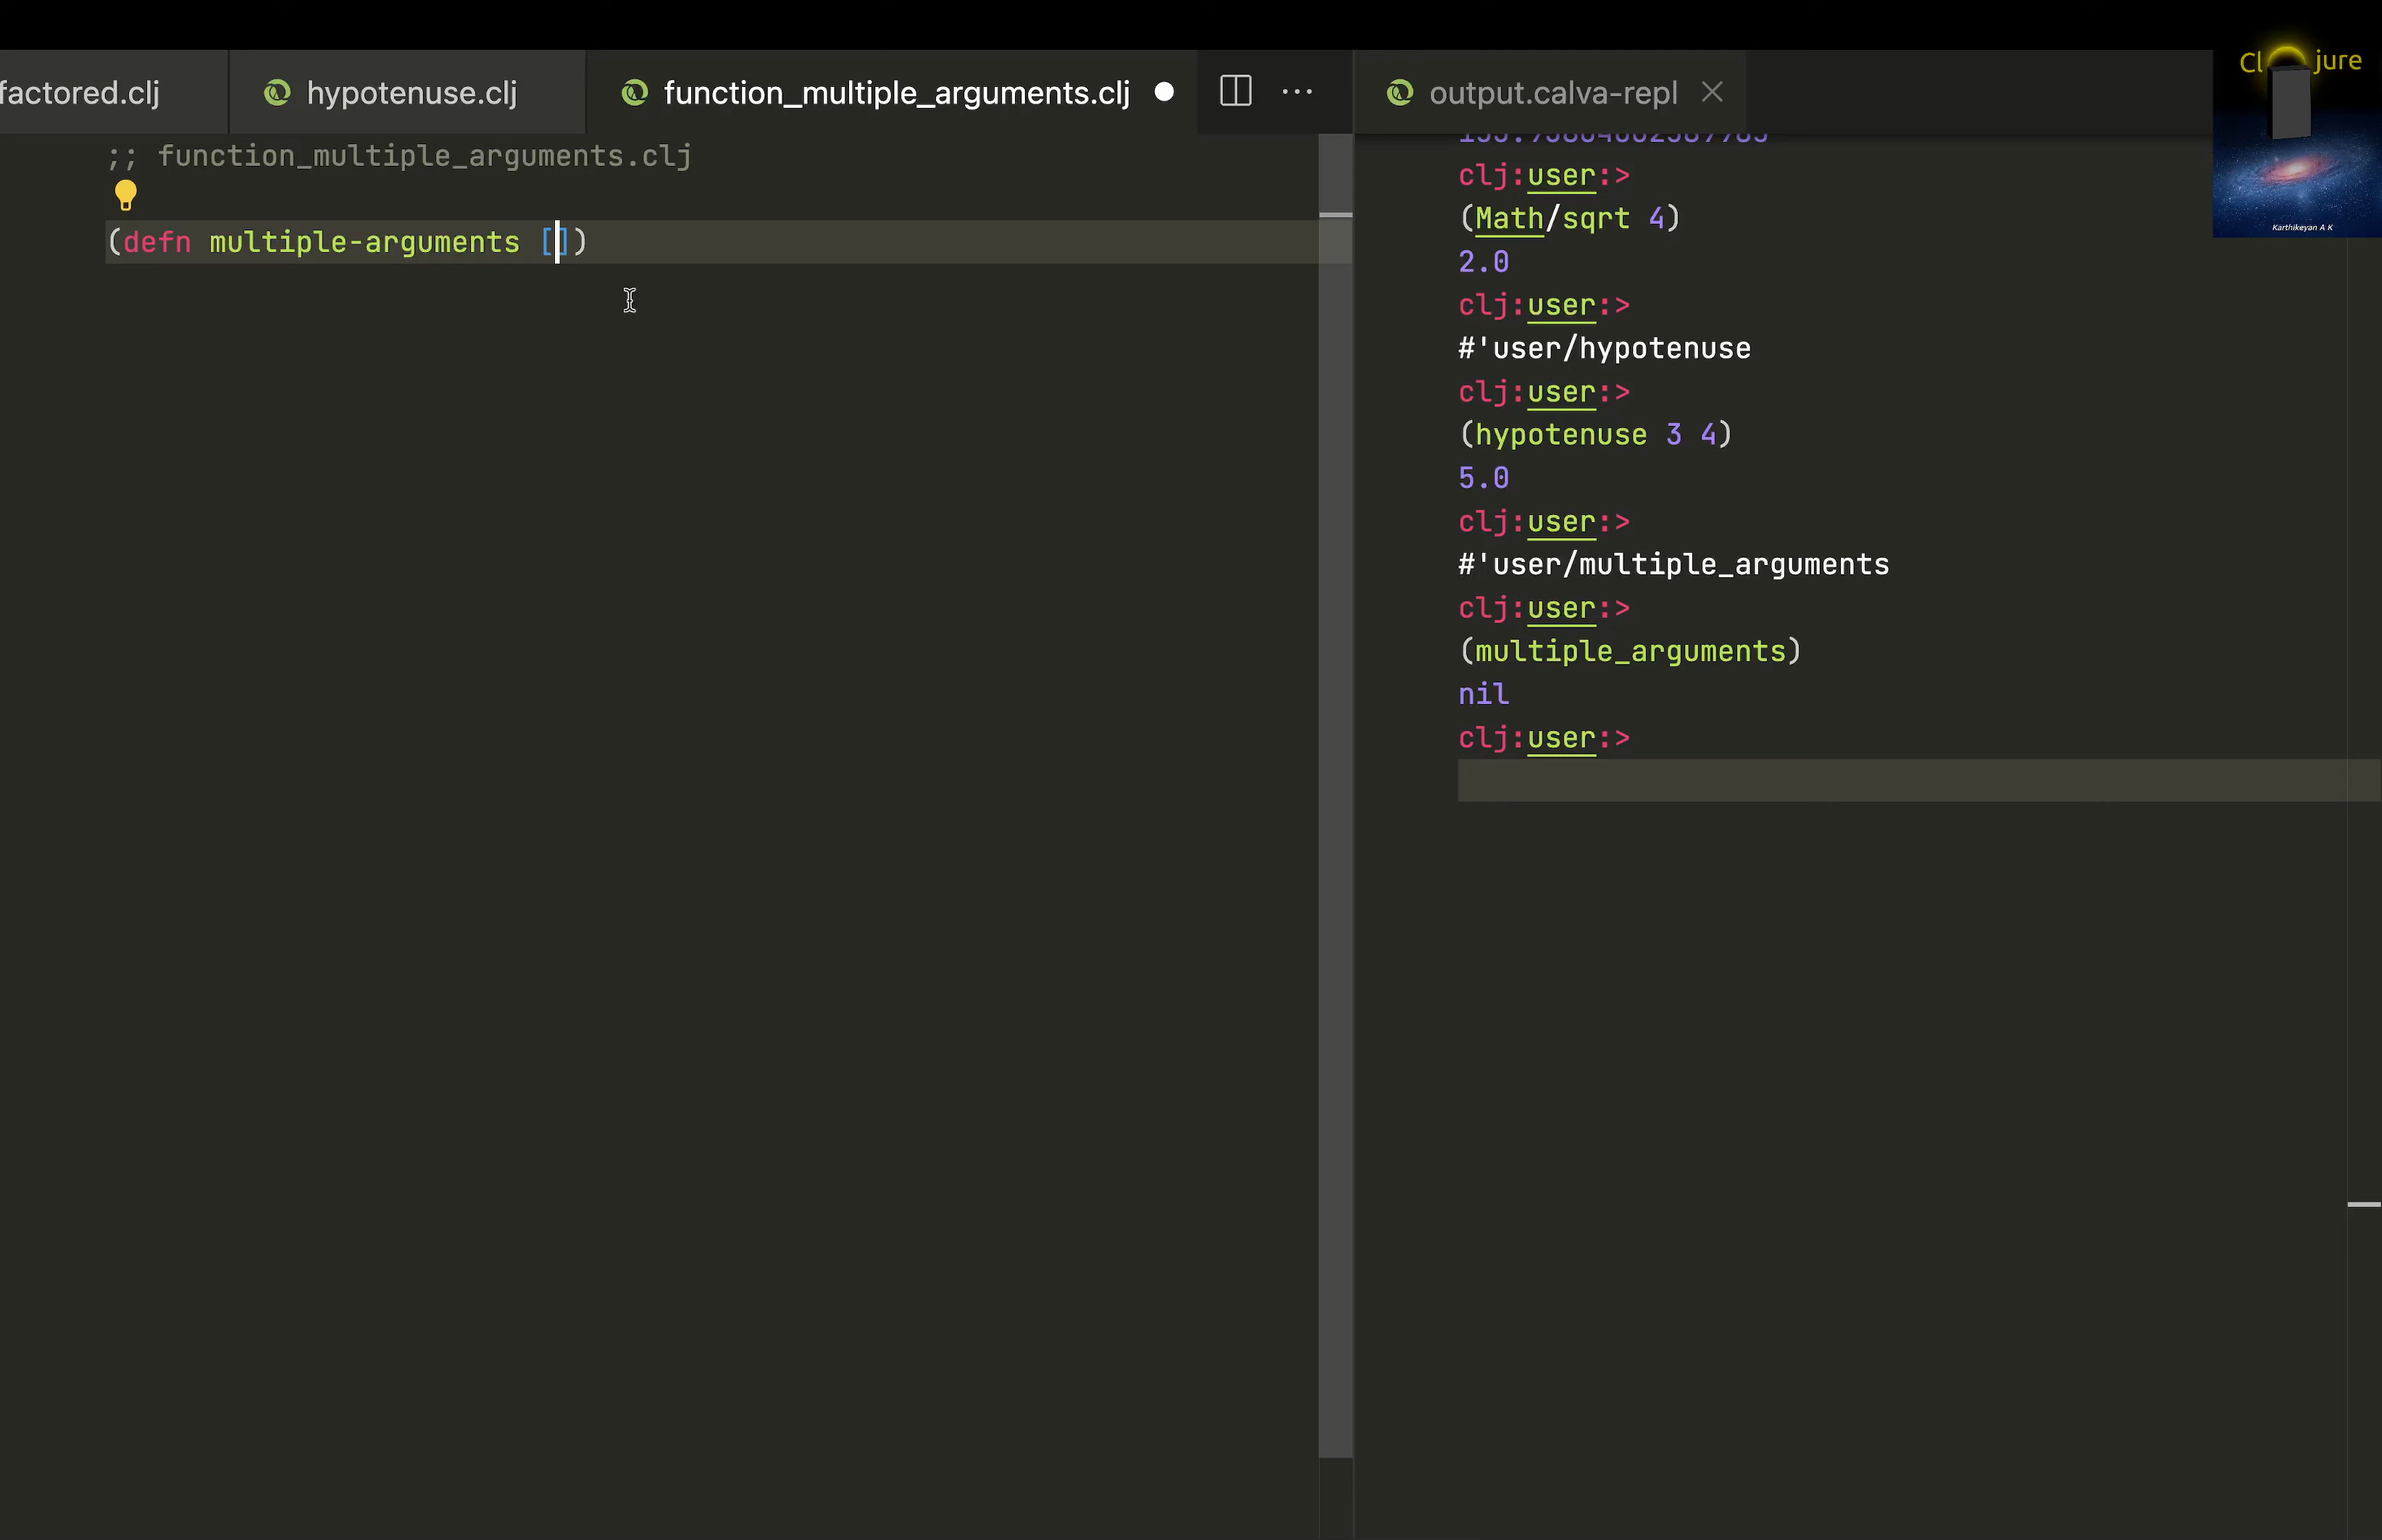 factored.clj
hypotenuse.clj
function_multiple_arguments.clj
;; function_multiple_arguments.clj
(defn multiple-arguments [])
output.calva-repl
clj:user:>
(Math/sqrt 4)
2.0
clj:user:>
#'user/hypotenuse
clj:user:>
(hypotenuse 3 4)
5.0
clj:user:>
#'user/multiple_arguments
clj:user:>
(multiple_arguments)
nil
clj:user:>
Cl jure
Karthikeyan A K